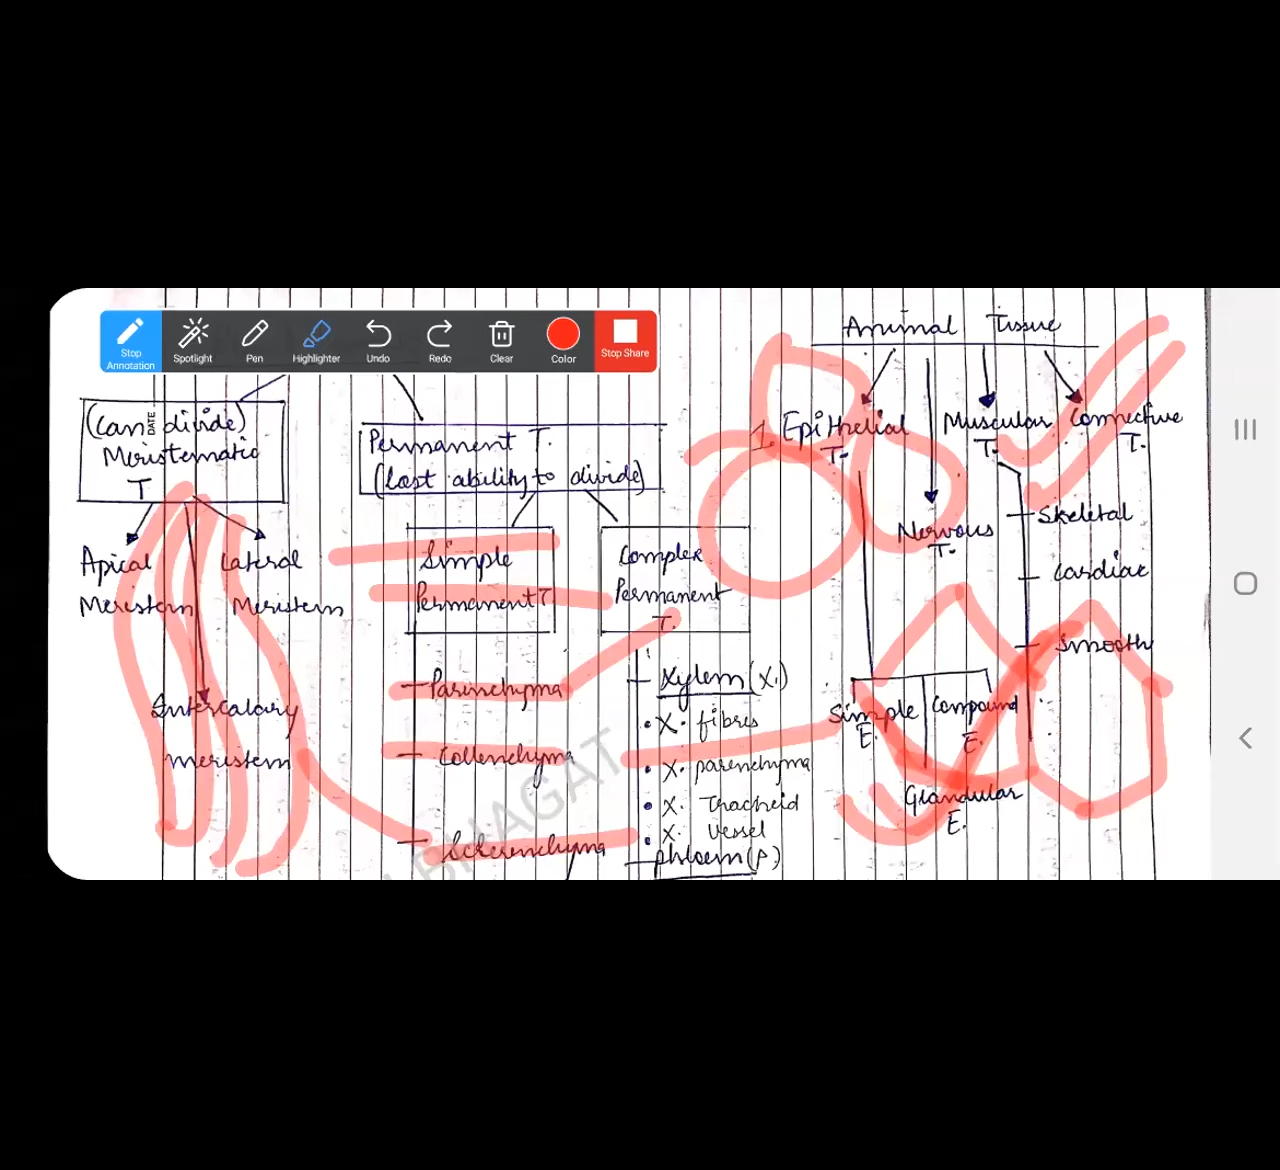 Stop Annotation
Spotlight
Pen
Highlighter
Undo
Redo
Clear
Color
Stop Share
(Can divide)
DATE
Meristematic
T
Apical
Meristem
Lateral
Meristem
Intercalary
meristem
Permanent T.
(lost ability to divide)
Simple
Permanent T
Parenchyma
Collenchyma
Sclerenchyma
Complex
Permanent
T.
Xylem (X.)
X. fibres
X. parenchyma
X. Tracheid
X. Vessel
phloem (P)
BHAGAT
Animal Tissue
1. Epithelial
T.
Muscular
T.
Connective
T.
Nervous
T.
Skeletal
Cardiac
Smooth
Simple
E.
Compound
E.
Glandular
E.